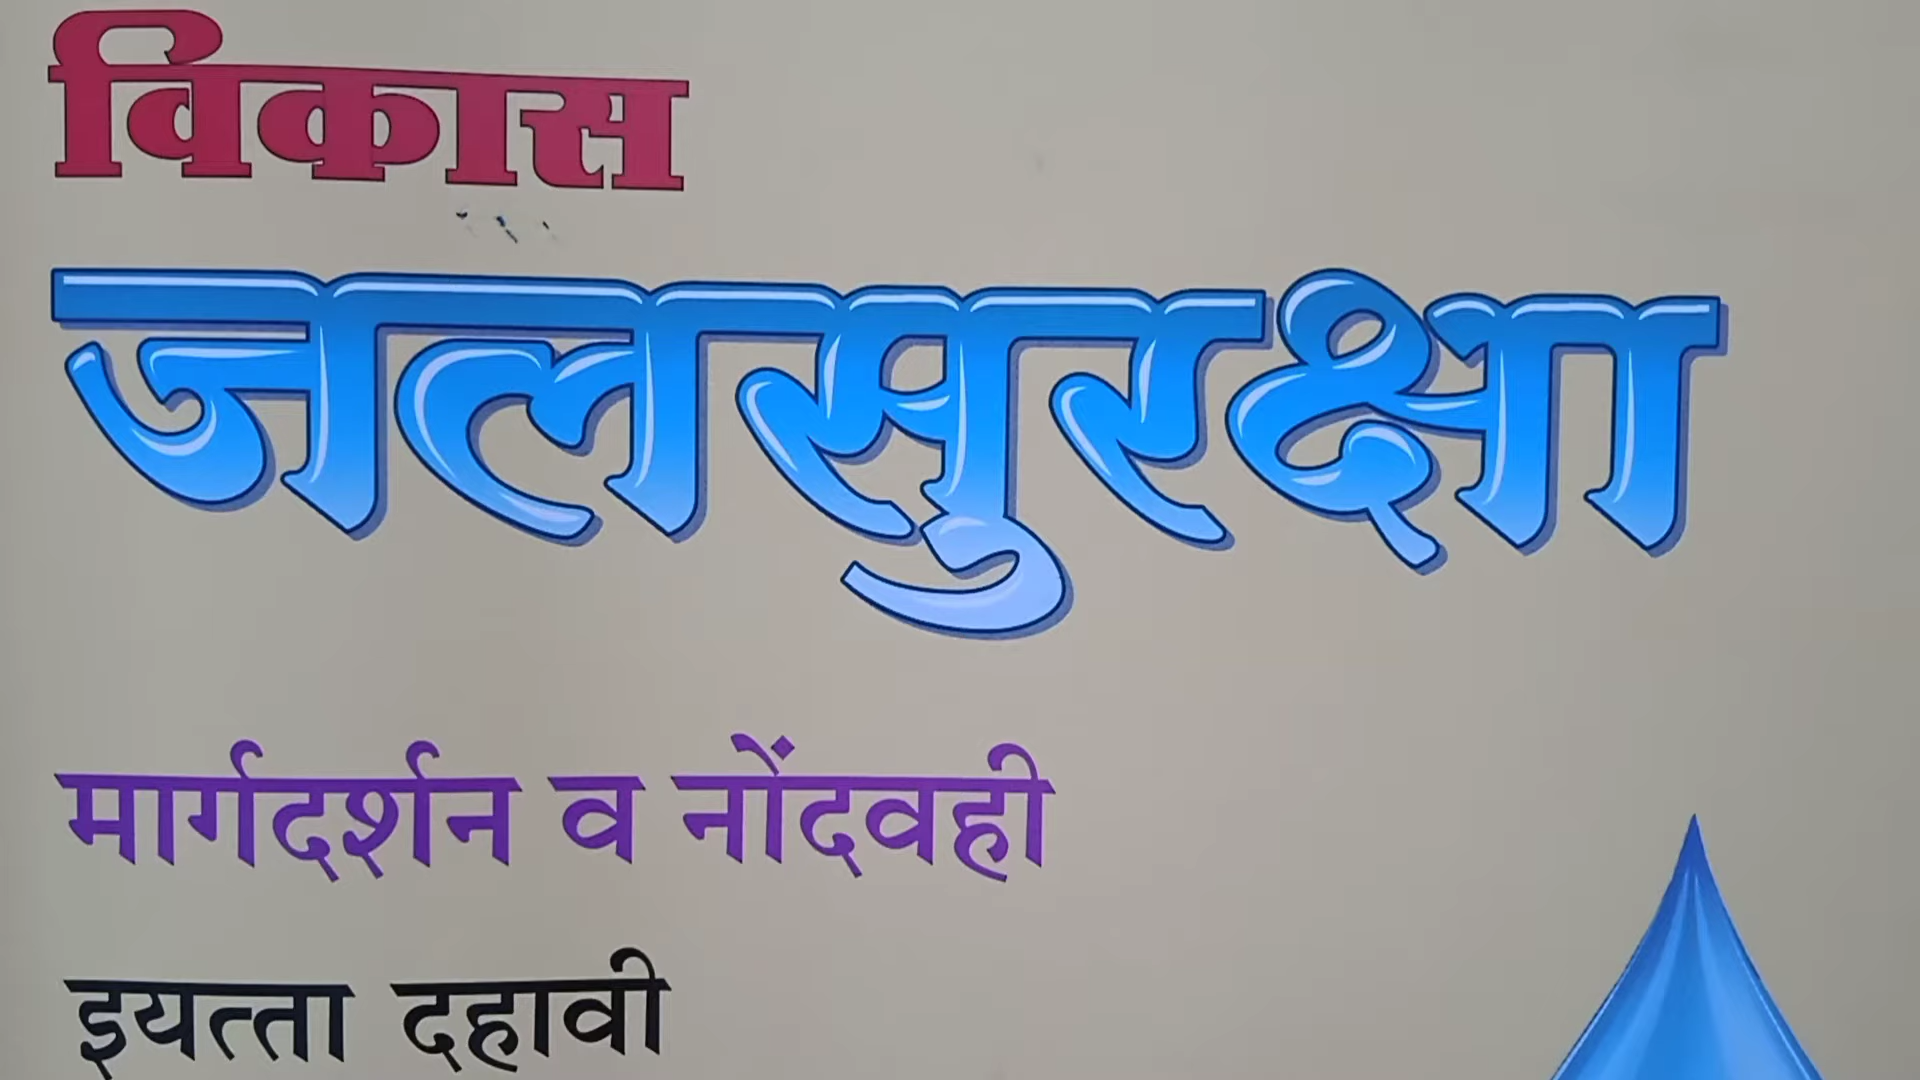 विकास
जलसुरक्षा
मार्गदर्शन व नोंदवही
इयत्ता दहावी